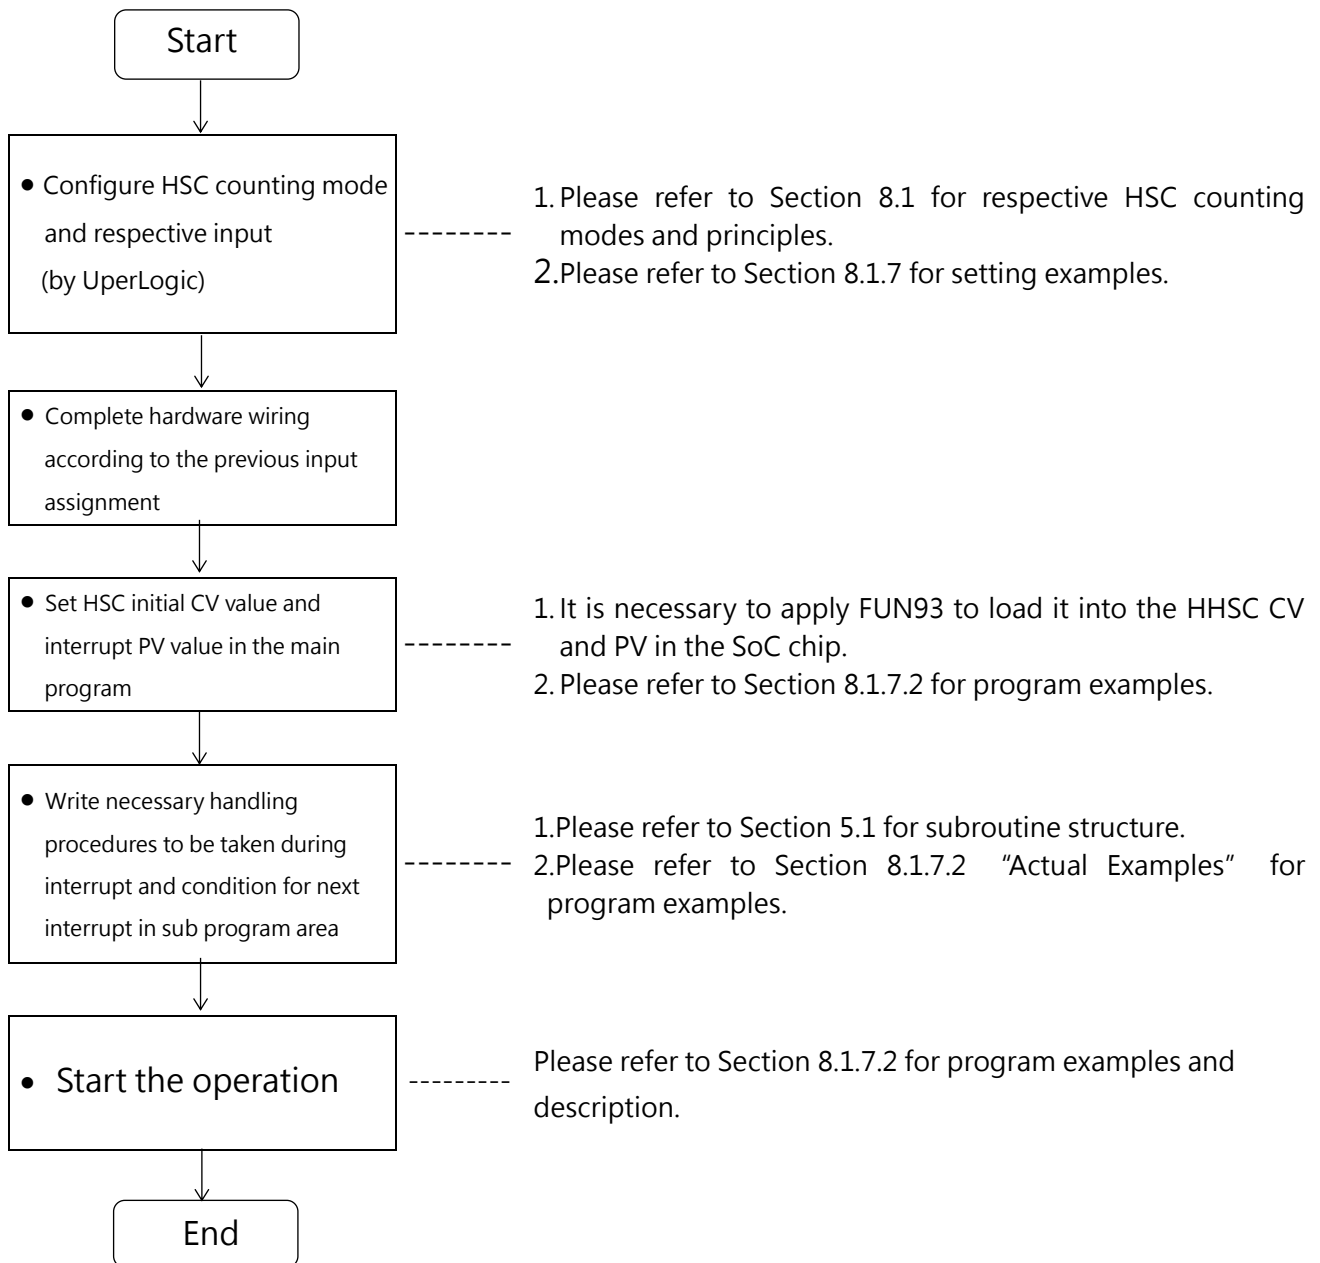 Start
• Configure HSC counting mode
and respective input
(by UperLogic)
1. Please refer to Section 8.1 for respective HSC counting
modes and principles.
2.Please refer to Section 8.1.7 for setting examples.
• Complete hardware wiring
according to the previous input
assignment
• Set HSC initial CV value and
interrupt PV value in the main
program
1. It is necessary to apply FUN93 to load it into the HHSC CV
and PV in the SoC chip.
2. Please refer to Section 8.1.7.2 for program examples.
• Write necessary handling
procedures to be taken during
interrupt and condition for next
interrupt in sub program area
1.Please refer to Section 5.1 for subroutine structure.
2.Please refer to Section 8.1.7.2 “Actual Examples” for
program examples.
• Start the operation
Please refer to Section 8.1.7.2 for program examples and
description.
End